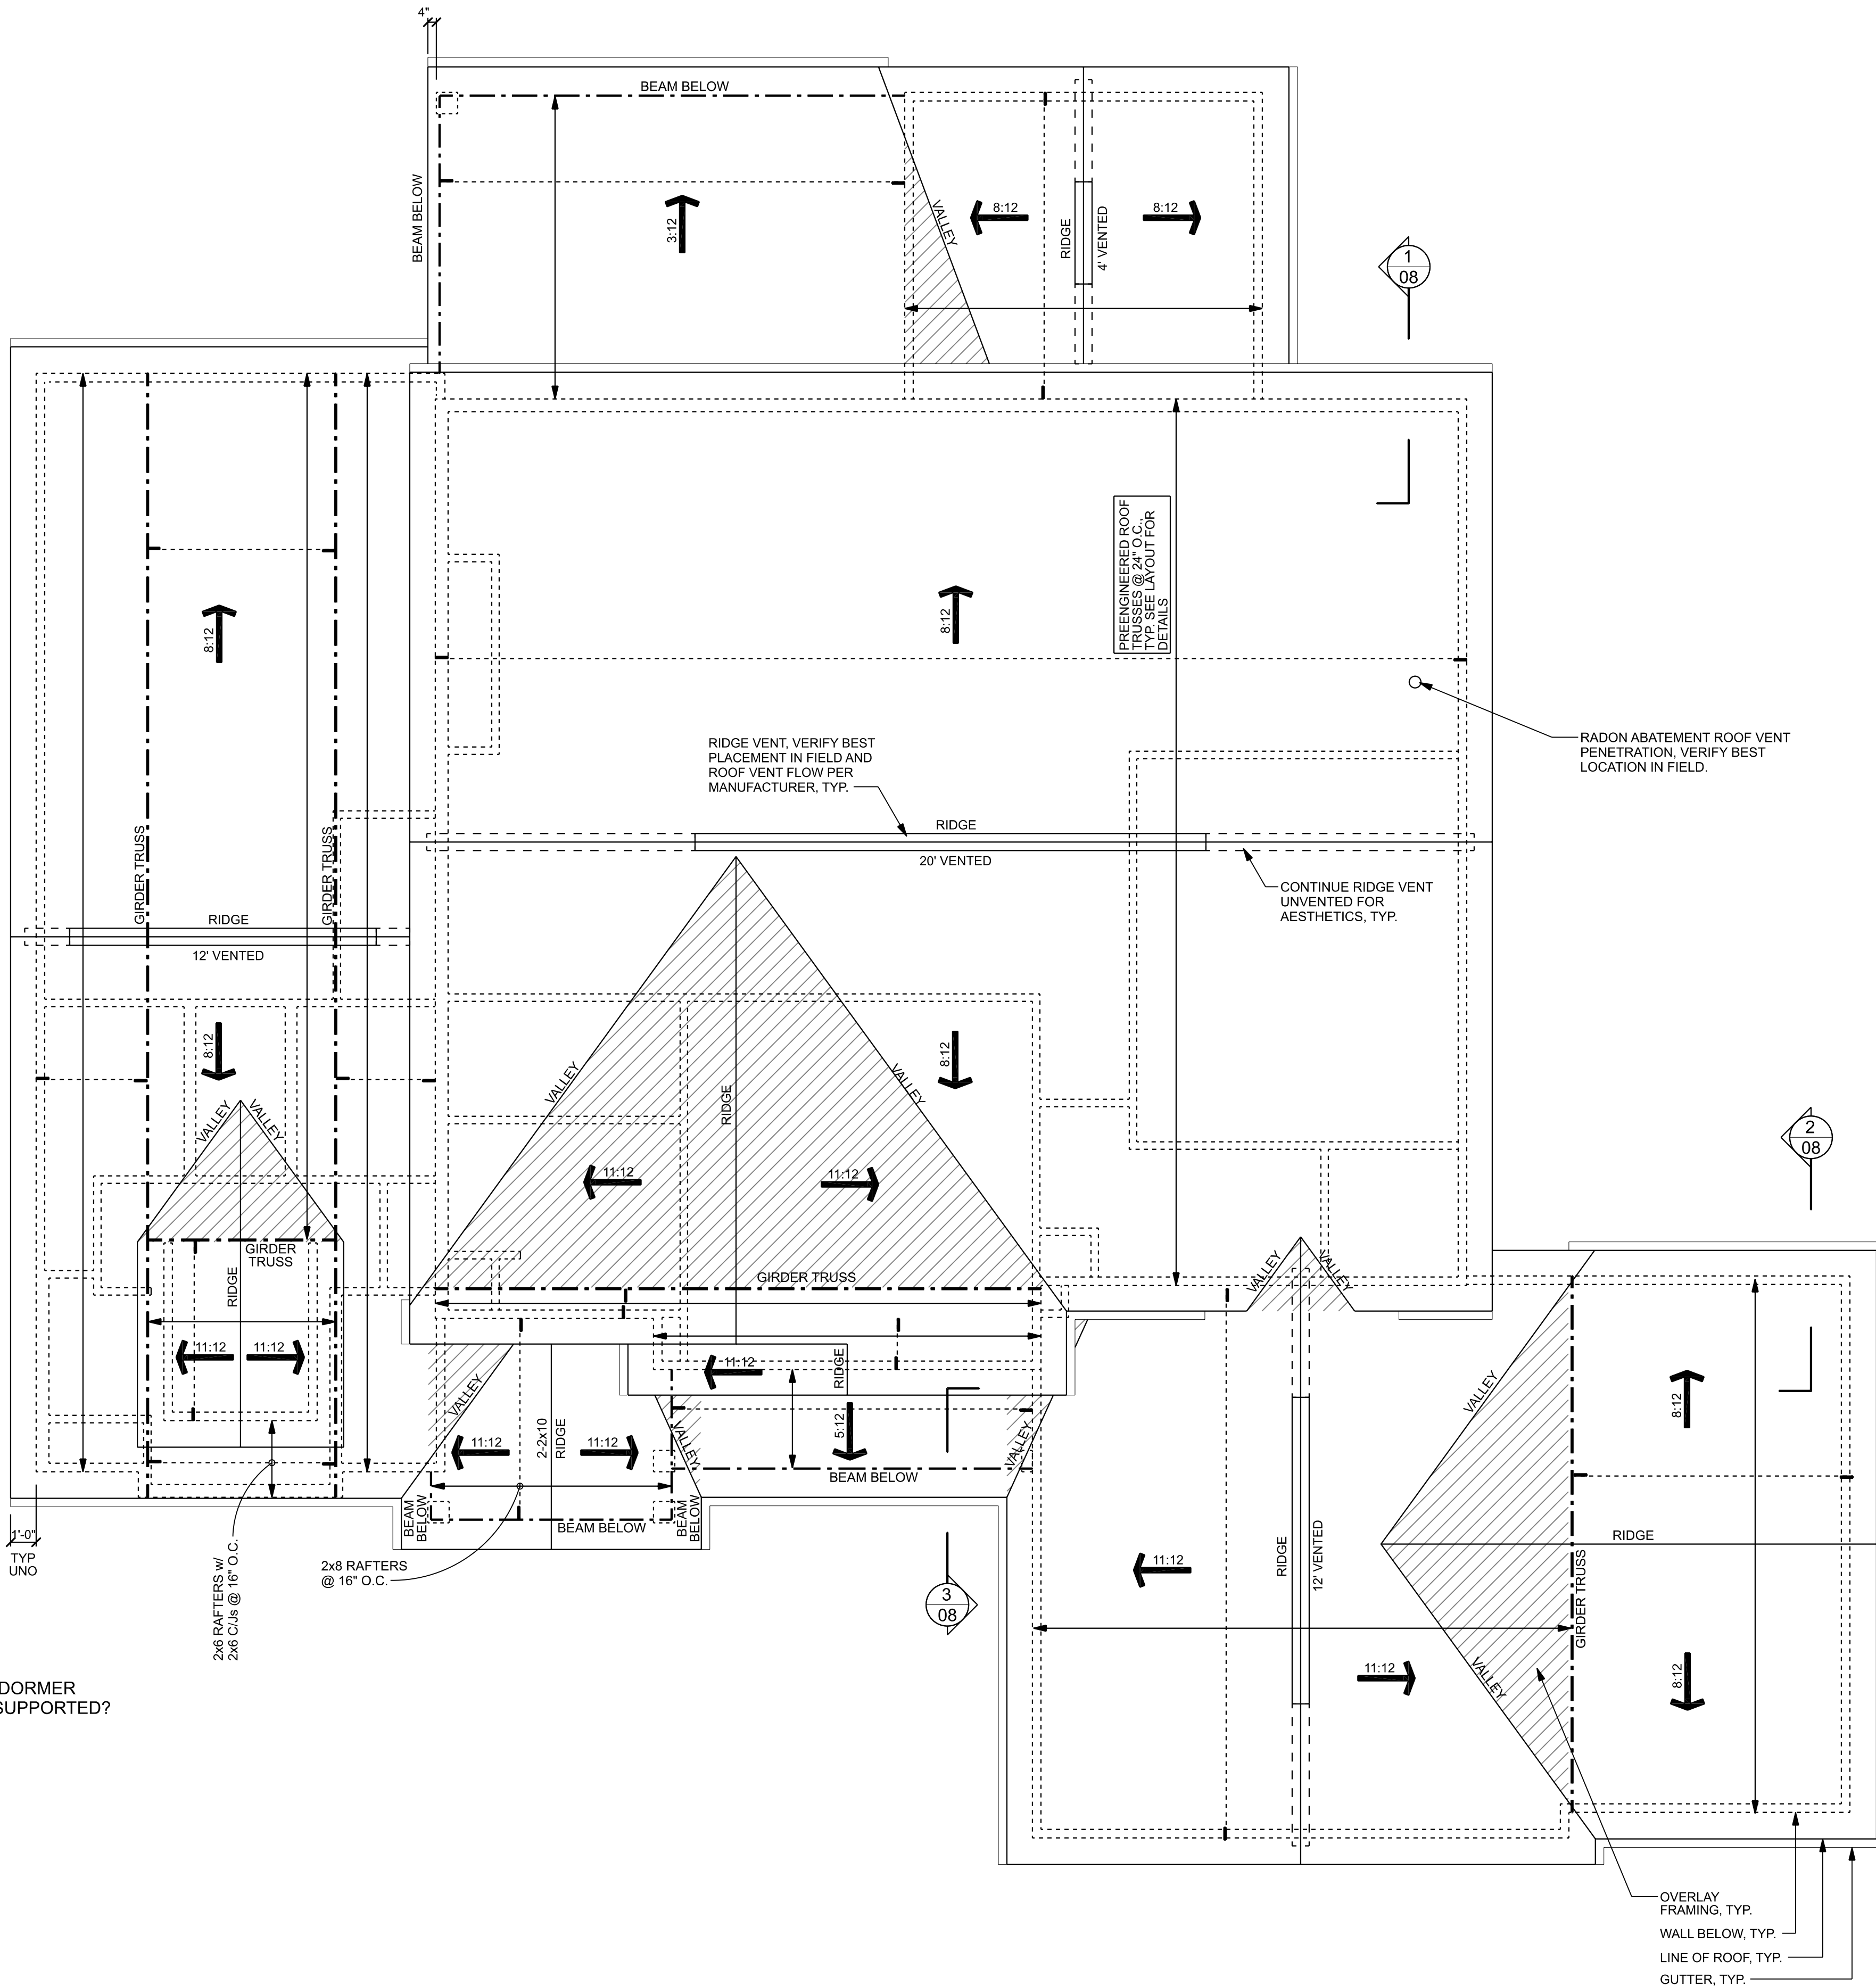 4"
BEAM BELOW
BEAM BELOW
3:12
VALLEY
8:12
8:12
RIDGE
4' VENTED
1
08
8:12
8:12
PREENGINEERED ROOF
TRUSSES @ 24" O.C.,
TYP. SEE LAYOUT FOR
DETAILS
RIDGE VENT, VERIFY BEST
PLACEMENT IN FIELD AND
ROOF VENT FLOW PER
MANUFACTURER, TYP.
RADON ABATEMENT ROOF VENT
PENETRATION, VERIFY BEST
LOCATION IN FIELD.
RIDGE
20' VENTED
CONTINUE RIDGE VENT
UNVENTED FOR
AESTHETICS, TYP.
GIRDER TRUSS
GIRDER TRUSS
RIDGE
12' VENTED
8:12
8:12
VALLEY
VALLEY
RIDGE
VALLEY
VALLEY
11:12
11:12
2
08
GIRDER
TRUSS
RIDGE
GIRDER TRUSS
VALLEY
VALLEY
11:12
11:12
11:12
RIDGE
VALLEY
11:12
2-2x10
RIDGE
11:12
VALLEY
5:12
VALLEY
BEAM BELOW
VALLEY
8:12
BEAM
BELOW
BEAM BELOW
BEAM
BELOW
1'-0"
TYP
UNO
2x6 RAFTERS w/
2x6 C/Js @ 16" O.C.
2x8 RAFTERS
@ 16" O.C.
3
08
11:12
RIDGE
12' VENTED
RIDGE
GIRDER TRUSS
11:12
VALLEY
8:12
DORMER
SUPPORTED?
OVERLAY
FRAMING, TYP.
WALL BELOW, TYP.
LINE OF ROOF, TYP.
GUTTER, TYP.